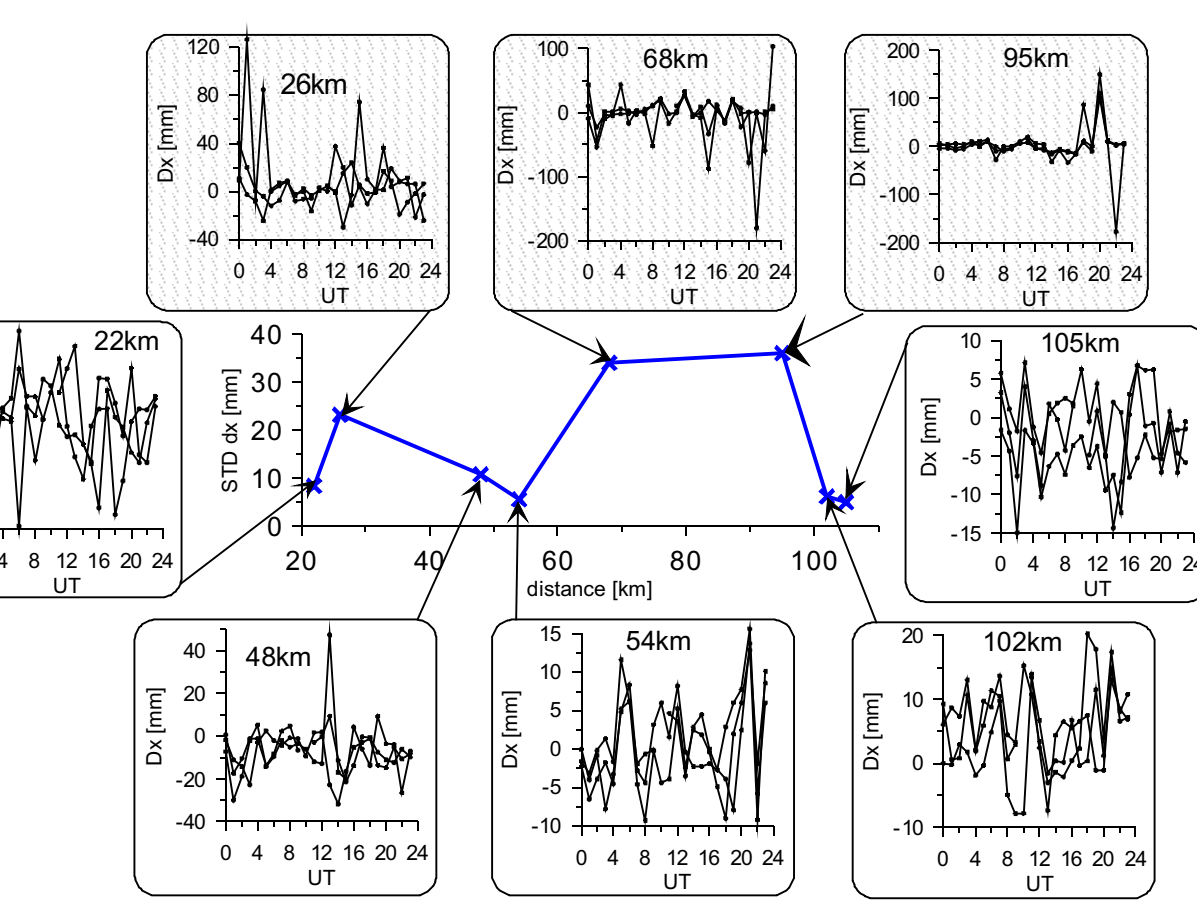 26km
120
80
40
0
-40
Dx [mm]
0 4 8 12 16 20 24
UT
68km
100
0
-100
-200
Dx [mm]
0 4 8 12 16 20 24
UT
95km
200
100
0
-100
-200
Dx [mm]
0 4 8 12 16 20 24
UT
22km
4 8 12 16 20 24
UT
40
30
20
10
0
STD dx [mm]
20 40 60 80 100
distance [km]
105km
10
5
0
-5
-10
-15
Dx [mm]
0 4 8 12 16 20 24
UT
48km
40
20
0
-20
-40
Dx [mm]
0 4 8 12 16 20 24
UT
54km
15
10
5
0
-5
-10
Dx [mm]
0 4 8 12 16 20 24
UT
102km
20
10
0
-10
Dx [mm]
0 4 8 12 16 20 24
UT